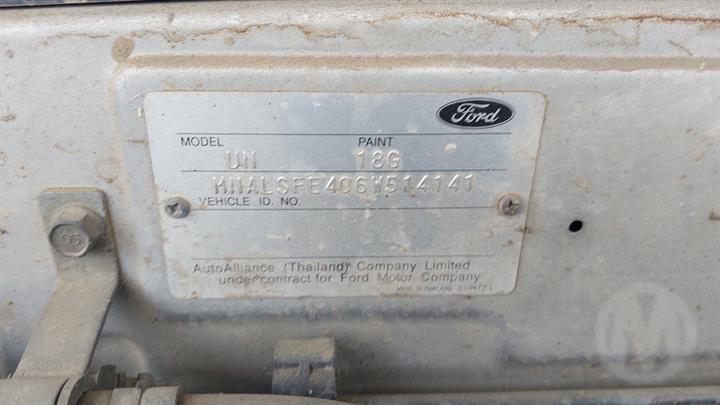 Ford
MODEL PAINT
UN 18G
MNALSFE406W514141
VEHICLE ID. NO.
AutoAlliance (Thailand) Company Limited
under contract for Ford Motor Company
M